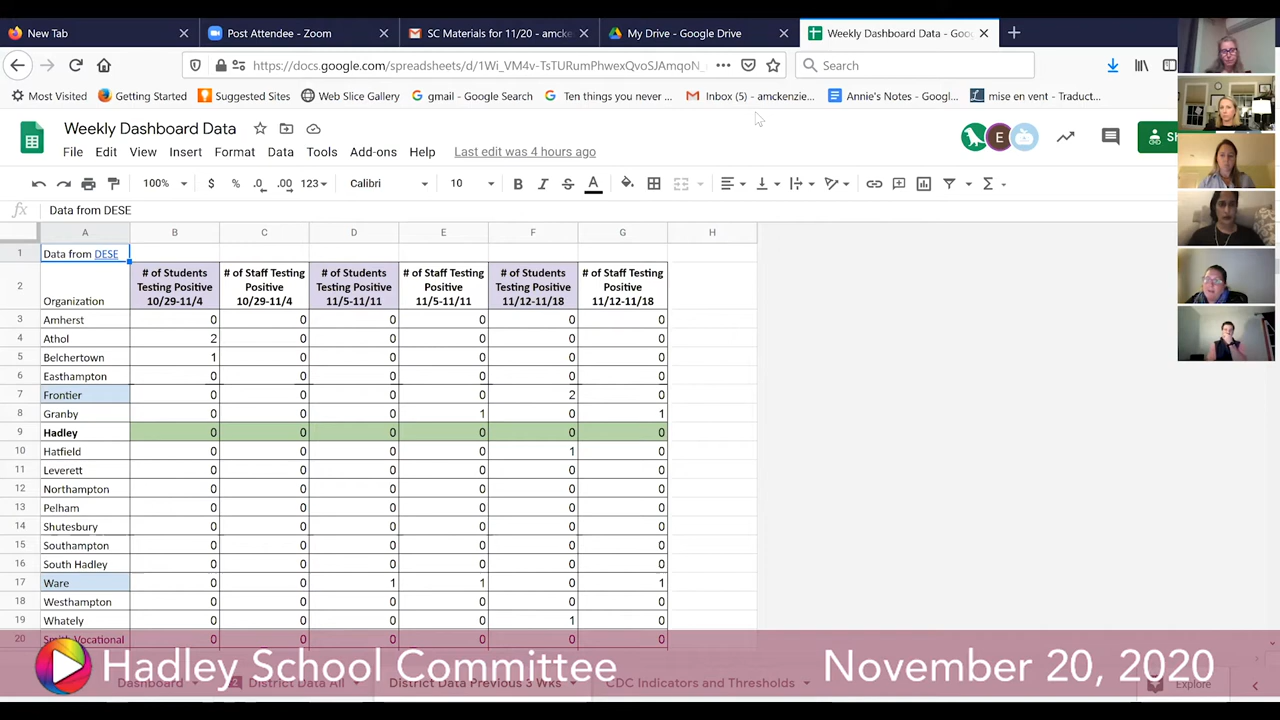 New Tab
Post Attendee - Zoom
SC Materials for 11/20 - amcke
My Drive - Google Drive
Weekly Dashboard Data - Goo
https://docs.google.com/spreadsheets/d/1Wi_VM4v-TsTURumPhwexQvoSJAmqoN_
Search
Most Visited
Getting Started
Suggested Sites
Web Slice Gallery
gmail - Google Sear
Ten things you never ...
Inbox (5) - amckenzie...
Annie's Notes - Googl...
mise en vent - Traduct...
Weekly Dashboard Data
File Edit View Insert Format Data Tools Add-ons Help Last edit was 4 hours ago
E
Sh
100% $ % .0 .00 123 Calibri 10 B I S A
fx Data from DESE
A B C D E F G H
1 Data from DESE
2 Organization # of Students Testing Positive 10/29-11/4 # of Staff Testing Positive 10/29-11/4 # of Students Testing Positive 11/5-11/11 # of Staff Testing Positive 11/5-11/11 # of Students Testing Positive 11/12-11/18 # of Staff Testing Positive 11/12-11/18
3 Amherst 0 0 0 0 0 0
4 Athol 2 0 0 0 0 0
5 Belchertown 1 0 0 0 0 0
6 Easthampton 0 0 0 0 0 0
7 Frontier 0 0 0 0 2 0
8 Granby 0 0 0 1 0 1
9 Hadley 0 0 0 0 0 0
10 Hatfield 0 0 0 0 1 0
11 Leverett 0 0 0 0 0 0
12 Northampton 0 0 0 0 0 0
13 Pelham 0 0 0 0 0 0
14 Shutesbury 0 0 0 0 0 0
15 Southampton 0 0 0 0 0 0
16 South Hadley 0 0 0 0 0 0
17 Ware 0 0 1 1 0 1
18 Westhampton 0 0 0 0 0 0
19 Whately 0 0 0 0 1 0
20 Smith Vocational 0 0 0 0 0 0
Hadley School Committee November 20, 2020
Dashboard District Data All District Data Previous 3 Wks CDC Indicators and Thresholds Explore